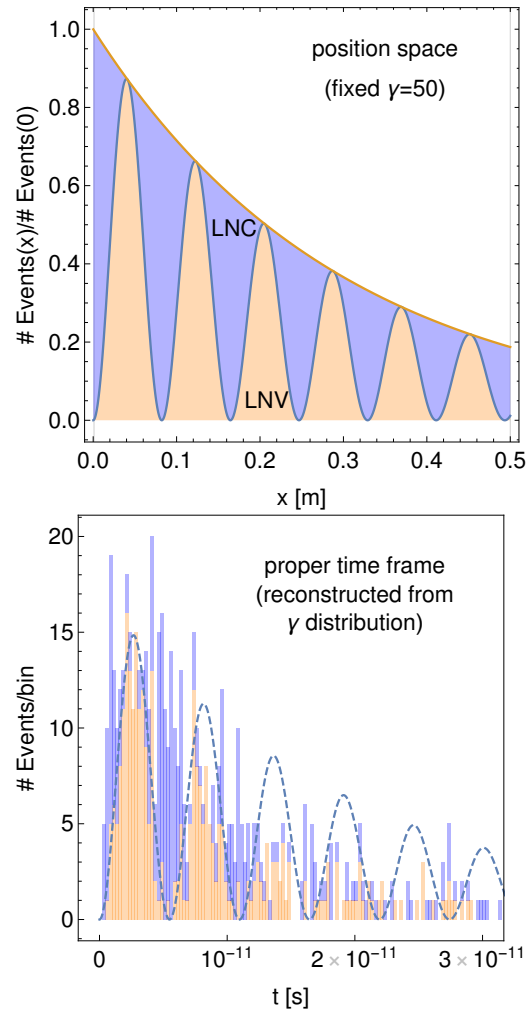 position space
(fixed γ=50)
1.0
0.8
0.6
0.4
0.2
0.0
# Events(x)/# Events(0)
LNC
LNV
0.0 0.1 0.2 0.3 0.4 0.5
x [m]
proper time frame
(reconstructed from
γ distribution)
20
15
10
5
0
# Events/bin
0 10⁻¹¹ 2 × 10⁻¹¹ 3 × 10⁻¹¹
t [s]